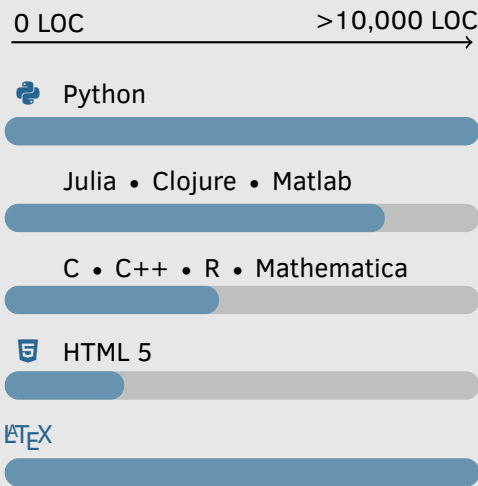 0 LOC >10,000 LOC
Python
Julia • Clojure • Matlab
C • C++ • R • Mathematica
HTML 5
LATEX